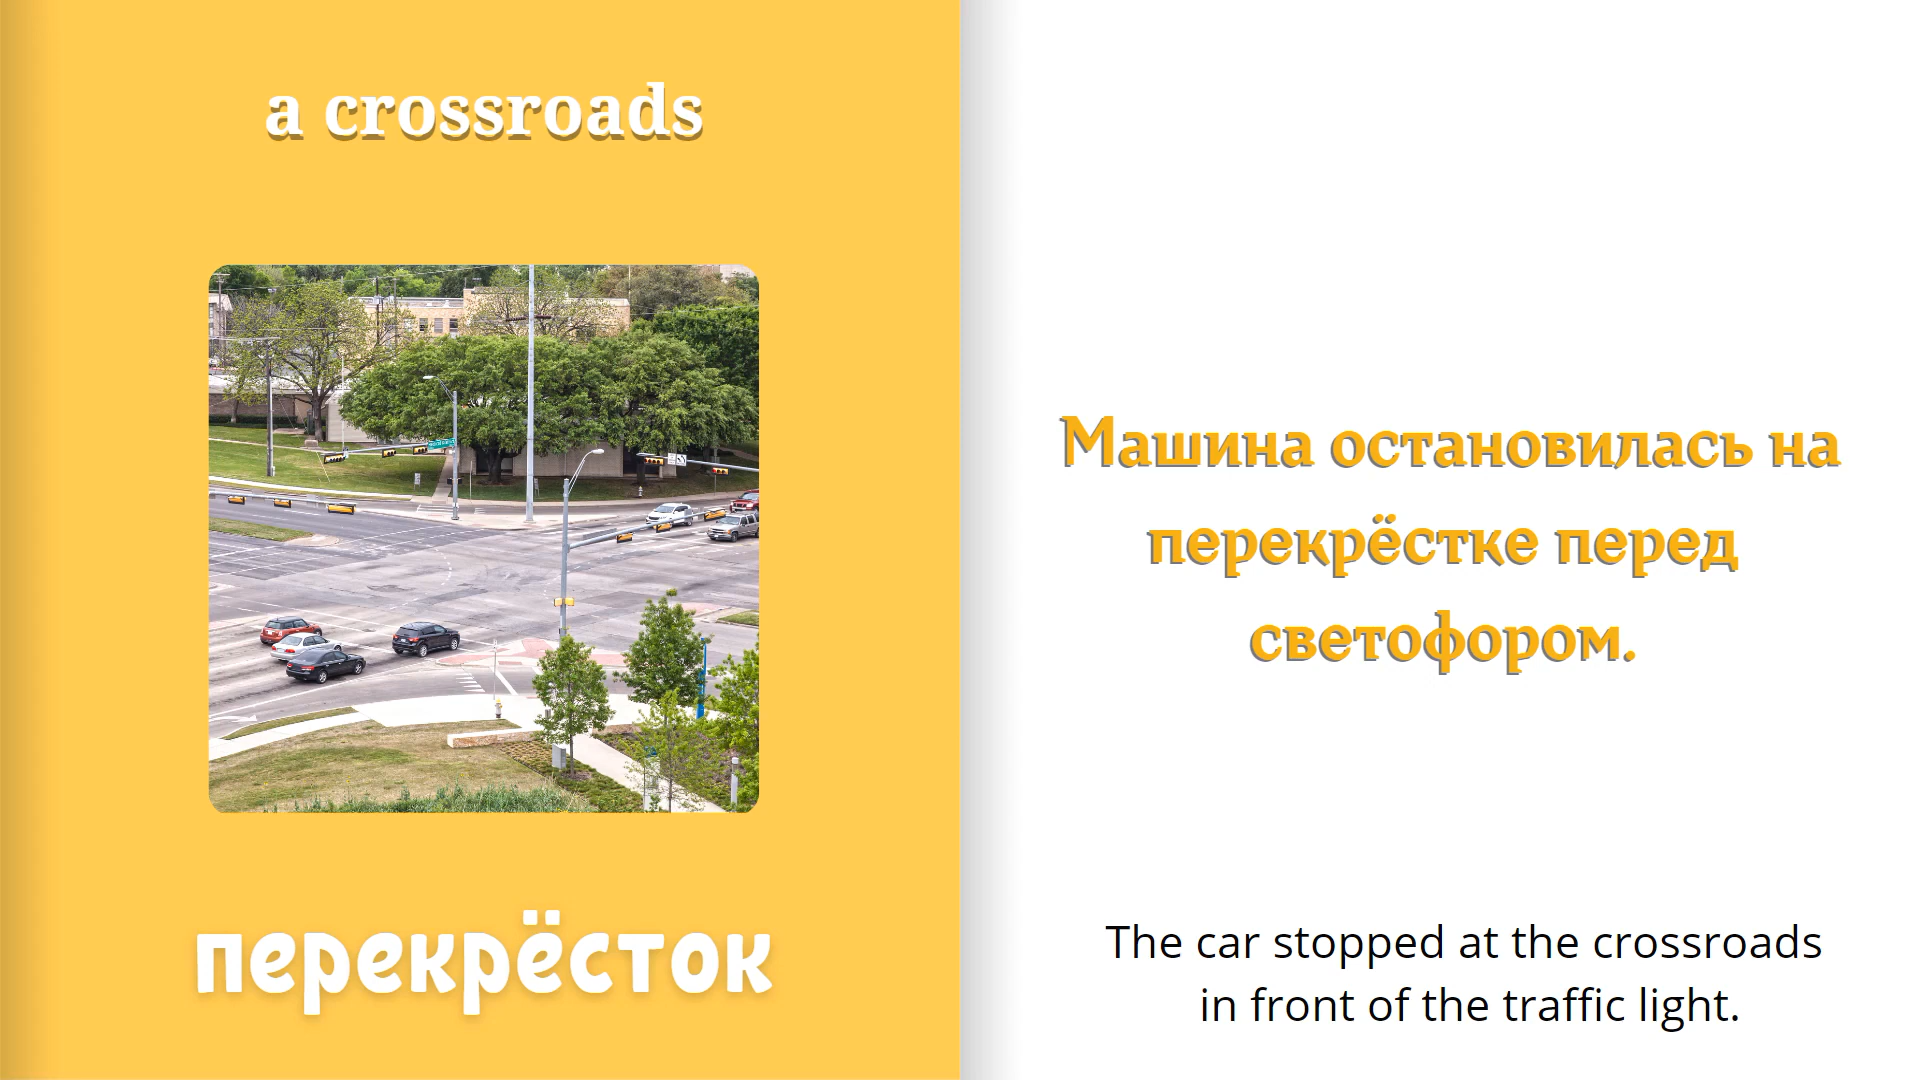 a crossroads
перекрёсток
Машина остановилась на
перекрёстке перед
светофором.
The car stopped at the crossroads
in front of the traffic light.